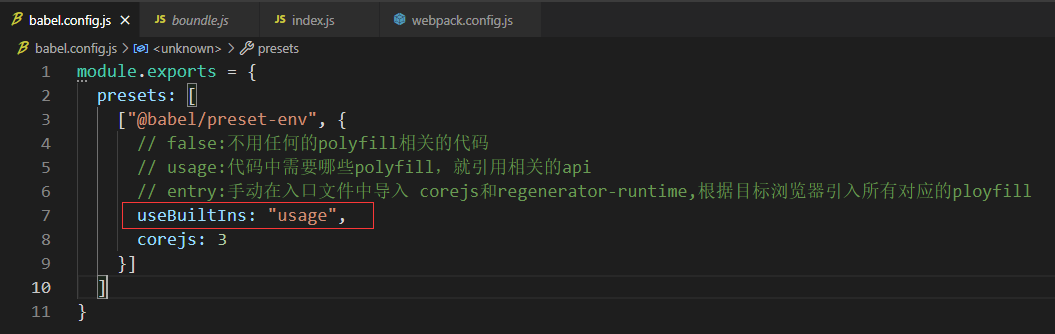 babel.config.js × JS boundle.js JS index.js webpack.config.js
babel.config.js > <unknown> > presets
1 module.exports = {
2 presets: [
3 ["@babel/preset-env", {
4 // false:不用任何的polyfill相关的代码
5 // usage:代码中需要哪些polyfill，就引用相关的api
6 // entry:手动在入口文件中导入 corejs和regenerator-runtime,根据目标浏览器引入所有对应的ployfill
7 useBuiltIns: "usage",
8 corejs: 3
9 }]
10 ]
11 }